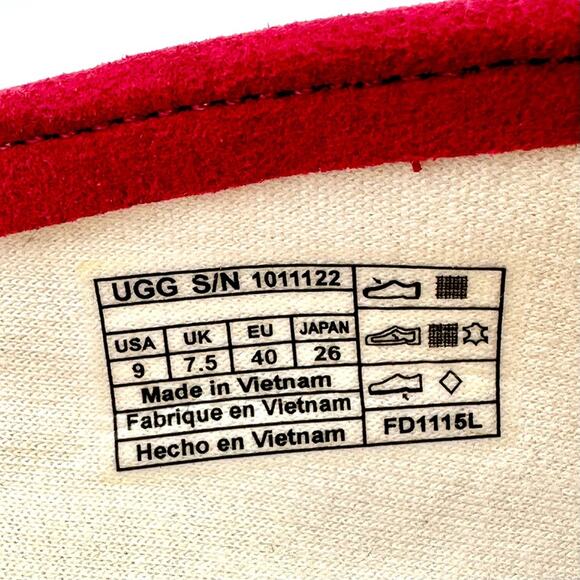 UGG S/N 1011122
USA UK EU JAPAN
9 7.5 40 26
Made in Vietnam
Fabrique en Vietnam
Hecho en Vietnam
FD1115L